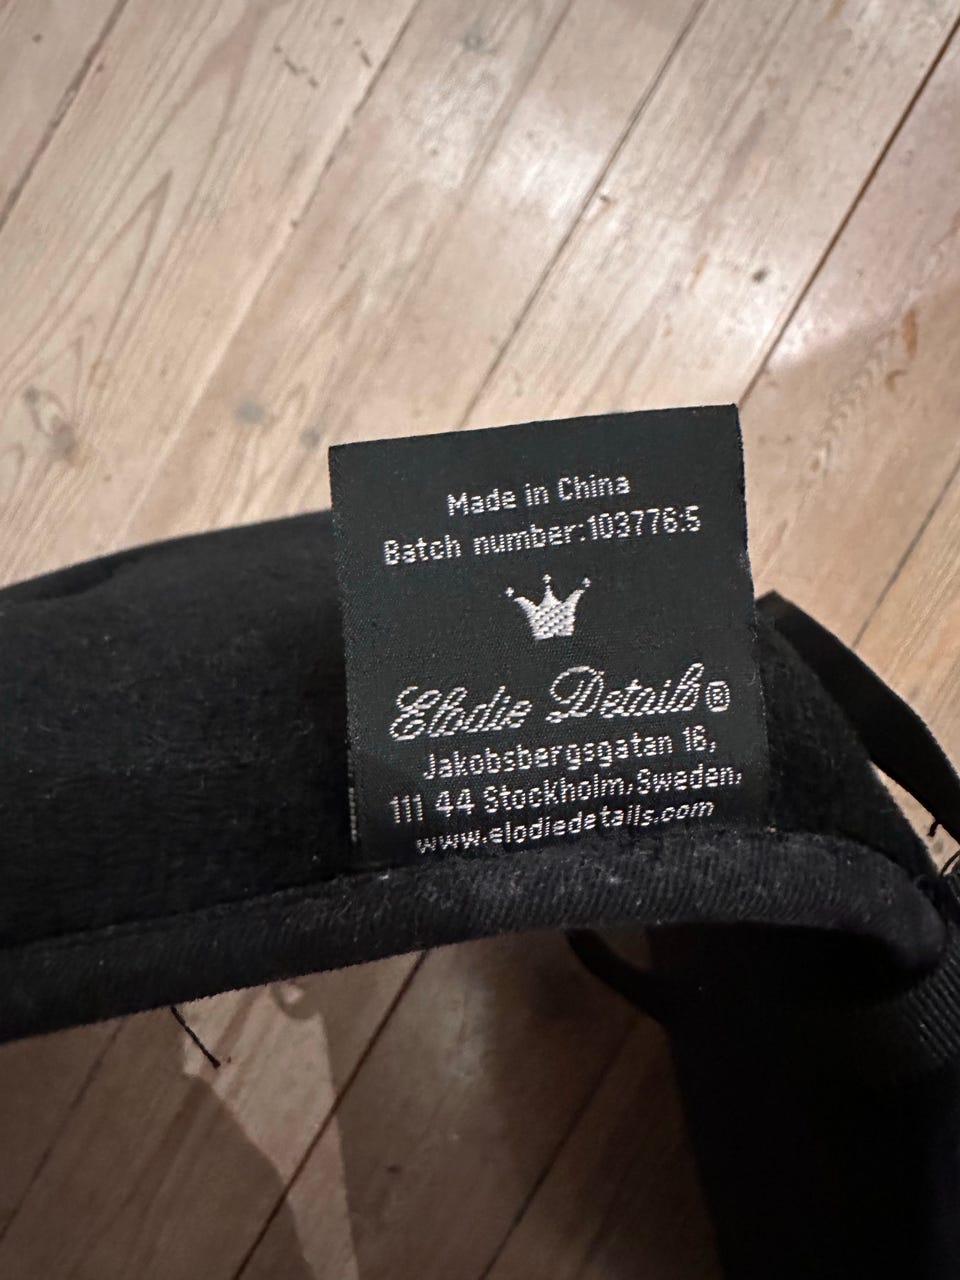 Made in China
Batch number:103776:5
Elodie Details®
Jakobsbergsgatan 16,
111 44 Stockholm, Sweden,
www.elodiedetails.com